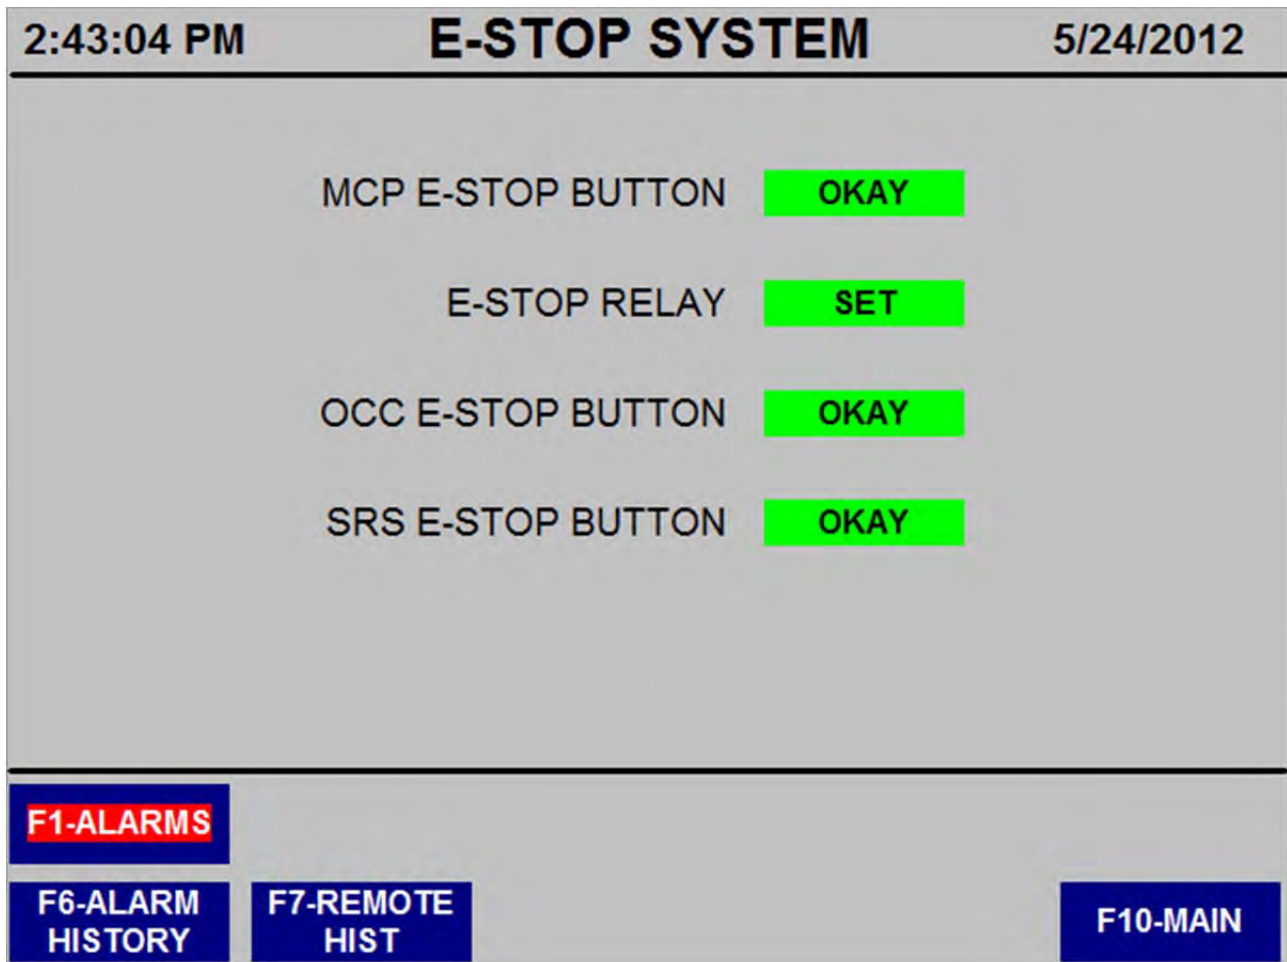 2:43:04 PM E-STOP SYSTEM 5/24/2012
MCP E-STOP BUTTON OKAY
E-STOP RELAY SET
OCC E-STOP BUTTON OKAY
SRS E-STOP BUTTON OKAY
F1-ALARMS
F6-ALARM
HISTORY
F7-REMOTE
HIST
F10-MAIN